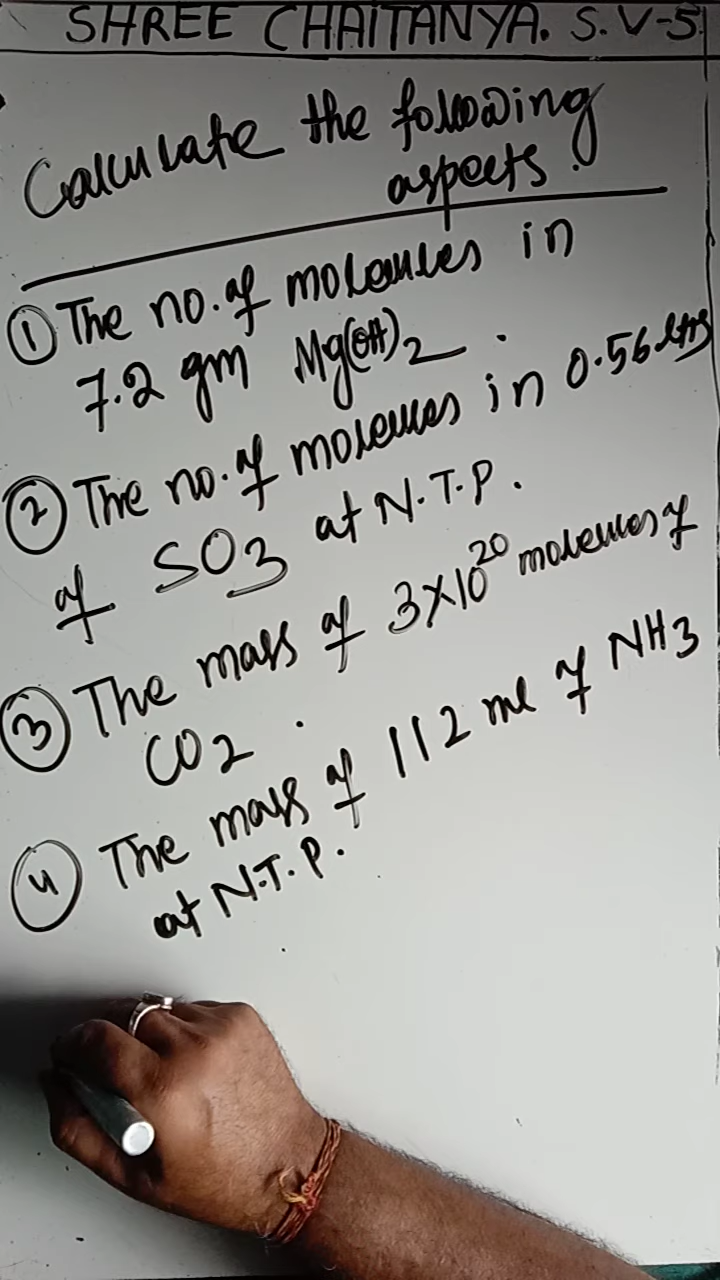 SHREE CHAITANYA. S. V-5
Calculate the following
aspects.
① The no. of molecules in
7.2 gm Mg(OH)2.
② The no. of molecules in 0.56 ltrs
of SO3 at N.T.P.
③ The mass of 3×10²⁰ molecules of
CO2.
④ The mass of 112 ml of NH3
at N.T.P.